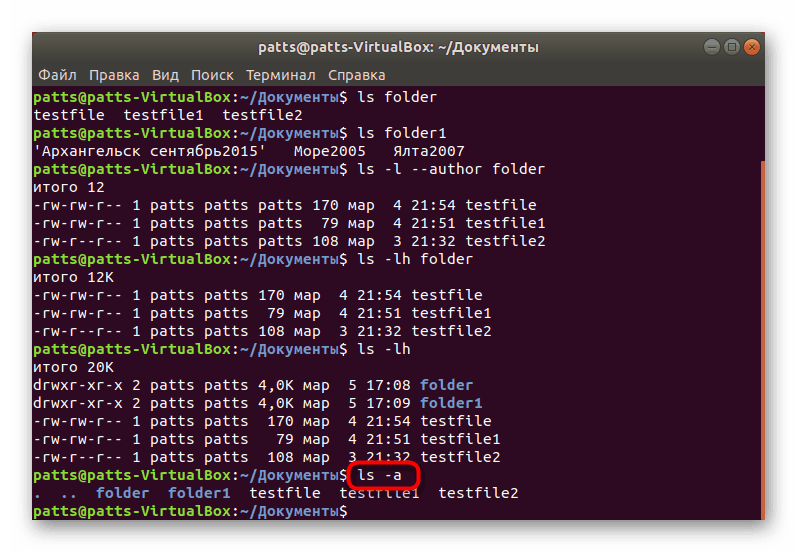 patts@patts-VirtualBox: ~/Документы
Файл Правка Вид Поиск Терминал Справка
patts@patts-VirtualBox:~/Документы$ ls folder
testfile  testfile1  testfile2
patts@patts-VirtualBox:~/Документы$ ls folder1
'Архангельск сентябрь2015'   Море2005   Ялта2007
patts@patts-VirtualBox:~/Документы$ ls -l --author folder
итого 12
-rw-rw-r-- 1 patts patts patts 170 мар  4 21:54 testfile
-rw-rw-r-- 1 patts patts patts  79 мар  4 21:51 testfile1
-rw-r--r-- 1 patts patts patts 108 мар  3 21:32 testfile2
patts@patts-VirtualBox:~/Документы$ ls -lh folder
итого 12K
-rw-rw-r-- 1 patts patts 170 мар  4 21:54 testfile
-rw-rw-r-- 1 patts patts  79 мар  4 21:51 testfile1
-rw-r--r-- 1 patts patts 108 мар  3 21:32 testfile2
patts@patts-VirtualBox:~/Документы$ ls -lh
итого 20K
drwxr-xr-x 2 patts patts 4,0K мар  5 17:08 folder
drwxr-xr-x 2 patts patts 4,0K мар  5 17:09 folder1
-rw-rw-r-- 1 patts patts  170 мар  4 21:54 testfile
-rw-rw-r-- 1 patts patts   79 мар  4 21:51 testfile1
-rw-r--r-- 1 patts patts  108 мар  3 21:32 testfile2
patts@patts-VirtualBox:~/Документы$ ls -a
.  ..  folder  folder1  testfile  testfile1  testfile2
patts@patts-VirtualBox:~/Документы$